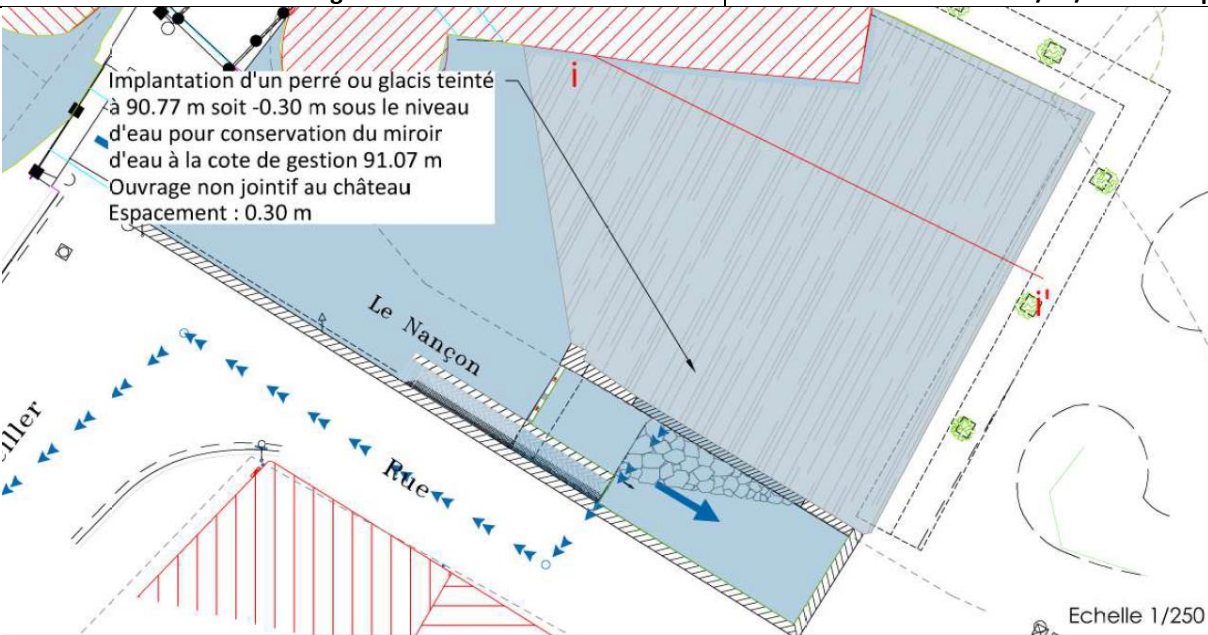 Implantation d'un perré ou glacis teinté
à 90.77 m soit -0.30 m sous le niveau
d'eau pour conservation du miroir
d'eau à la cote de gestion 91.07 m
Ouvrage non jointif au château
Espacement : 0.30 m
i
i'
Le Nançon
Rue
Echelle 1/250